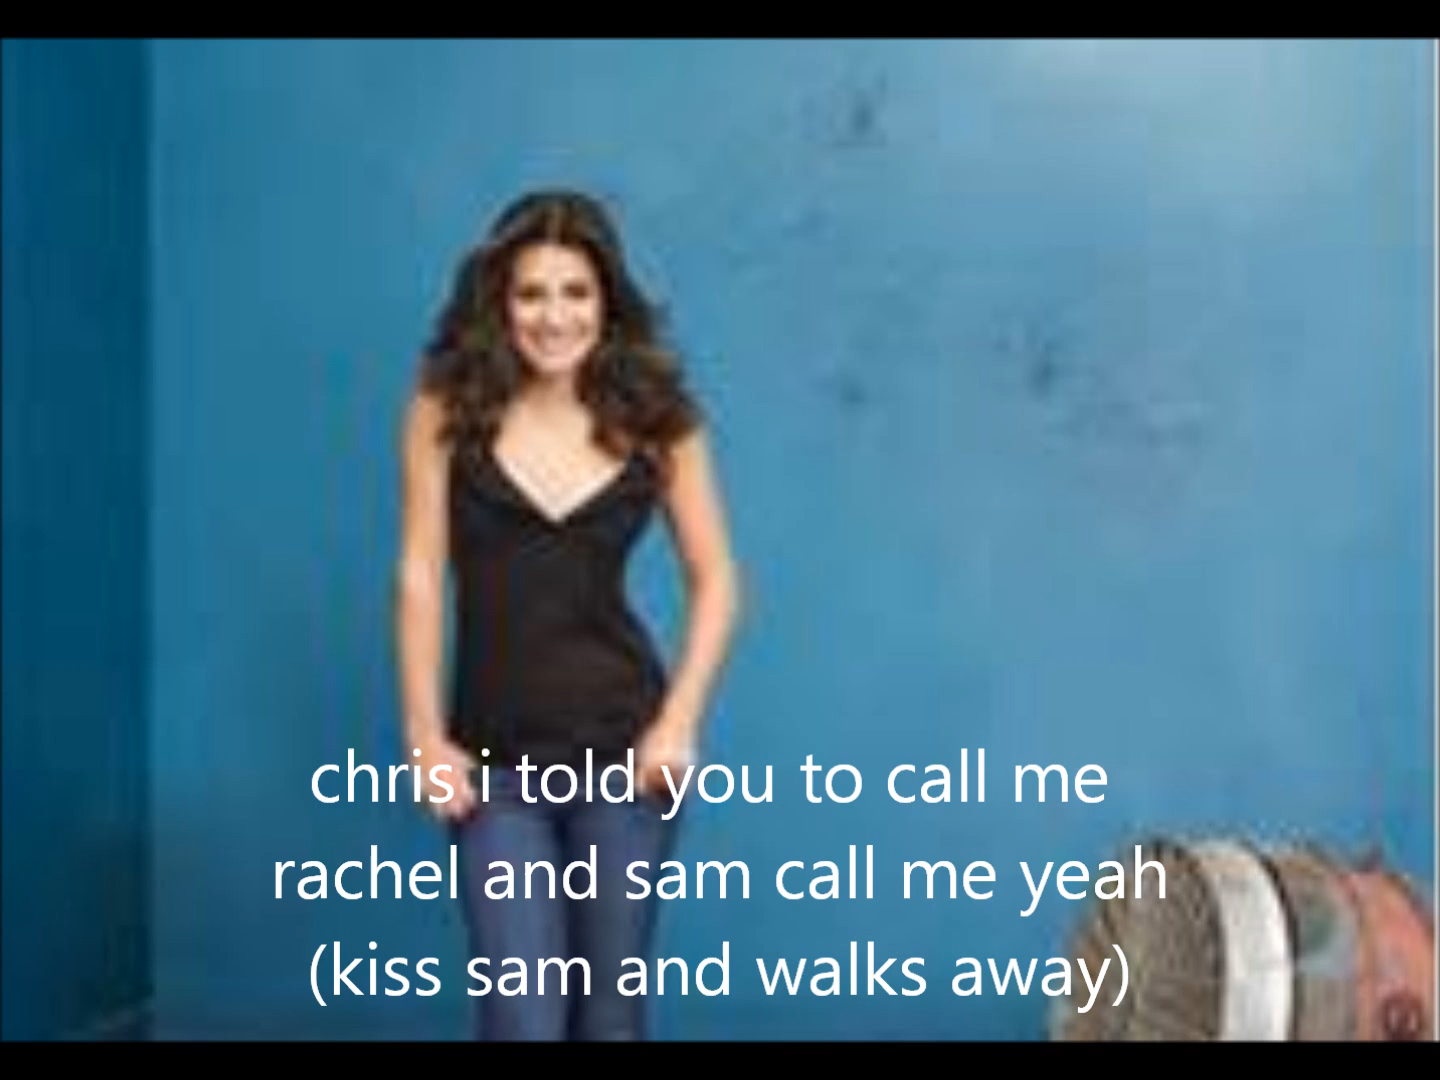 chris i told you to call me
rachel and sam call me yeah
(kiss sam and walks away)